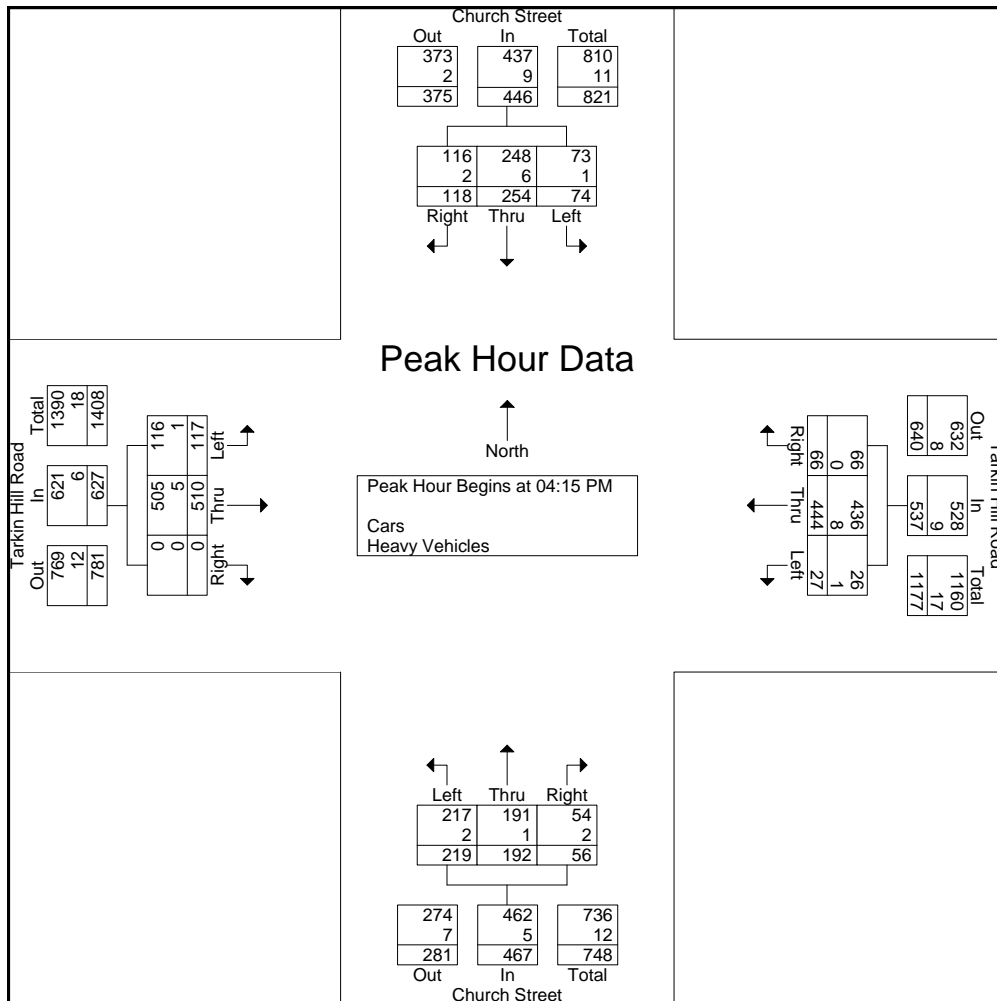 Church Street
Out In Total
373 437 810
2 9 11
375 446 821
116 248 73
2 6 1
118 254 74
Right Thru Left
Peak Hour Data
North
Peak Hour Begins at 04:15 PM
Cars
Heavy Vehicles
Tarkin Hill Road
Total In Out
1390 621 769
18 6 12
1408 627 781
116 505 0
1 5 0
117 510 0
Left Thru Right
Tarkin Hill Road
Out In Total
632 528 1160
8 9 17
640 537 1177
66 436 26
0 8 1
66 444 27
Right Thru Left
Left Thru Right
217 191 54
2 1 2
219 192 56
274 462 736
7 5 12
281 467 748
Out In Total
Church Street